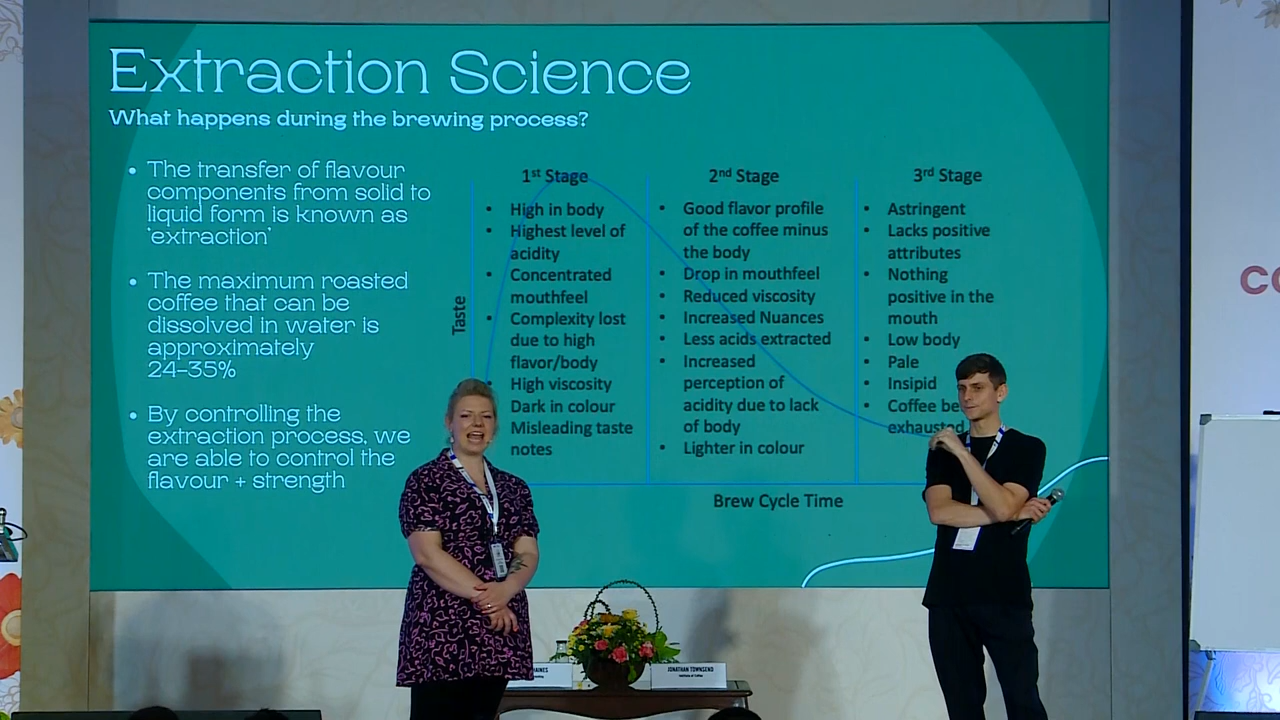 Extraction Science
What happens during the brewing process?
• The transfer of flavour
components from solid to
liquid form is known as
'extraction'
• The maximum roasted
coffee that can be
dissolved in water is
approximately
24-35%
• By controlling the
extraction process, we
are able to control the
flavour + strength
Taste
1st Stage
• High in body
• Highest level of
acidity
• Concentrated
mouthfeel
• Complexity lost
due to high
flavor/body
• High viscosity
Dark in colour
Misleading taste
notes
2nd Stage
• Good flavor profile
of the coffee minus
the body
• Drop in mouthfeel
• Reduced viscosity
• Increased Nuances
• Less acids extracted
• Increased
perception of
acidity due to lack
of body
• Lighter in colour
3rd Stage
• Astringent
• Lacks positive
attributes
• Nothing
positive in the
mouth
• Low body
• Pale
• Insipid
• Coffee be
exhausted
Brew Cycle Time
HAINES
JONATHAN TOWNSEND
CO